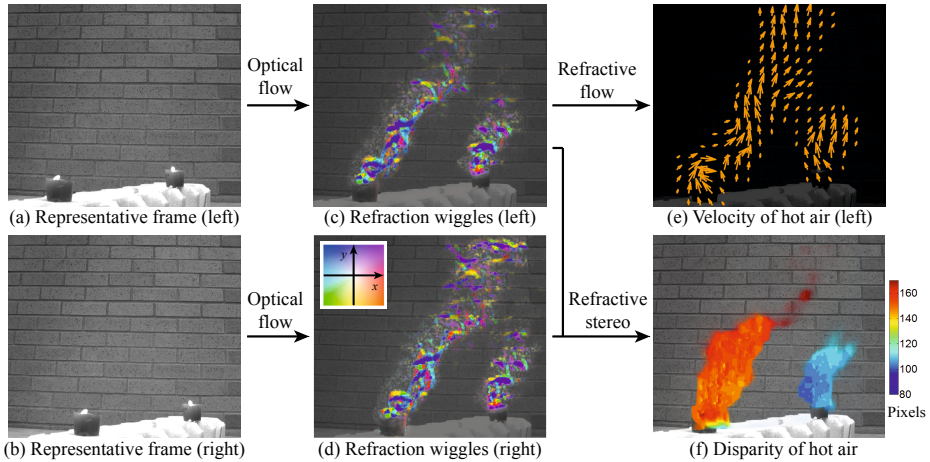 Optical
flow
Refractive
flow
(a) Representative frame (left)
(c) Refraction wiggles (left)
(e) Velocity of hot air (left)
y
x
Optical
flow
Refractive
stereo
160
140
120
100
80
Pixels
(b) Representative frame (right)
(d) Refraction wiggles (right)
(f) Disparity of hot air